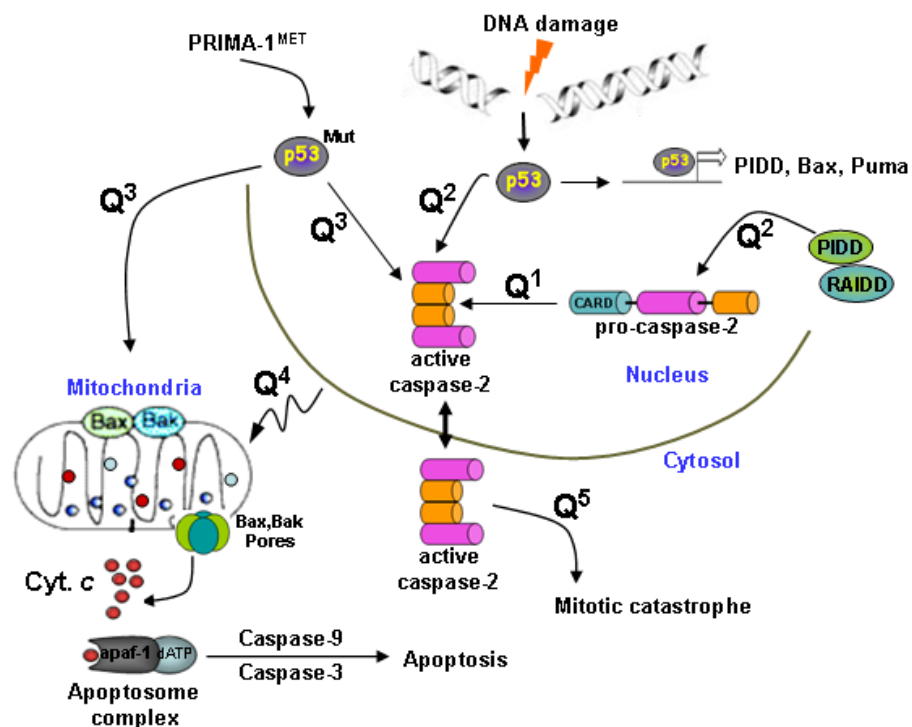 DNA damage
PRIMA-1MET
Mut
p53
p53
p53
PIDD, Bax, Puma
Q3
Q3
Q2
Q2
PIDD
RAIDD
Q1
CARD
pro-caspase-2
active
caspase-2
Nucleus
Mitochondria
Q4
Bax
Bak
Cytosol
Bax,Bak
Pores
active
caspase-2
Q5
Cyt. c
Mitotic catastrophe
apaf-1
dATP
Caspase-9
Caspase-3
Apoptosis
Apoptosome
complex